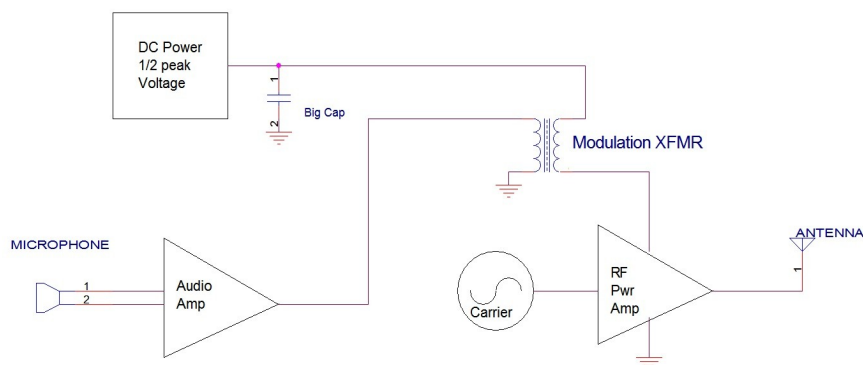 DC Power
1/2 peak
Voltage
1
2
Big Cap
Modulation XFMR
MICROPHONE
1
2
Audio
Amp
Carrier
RF
Pwr
Amp
ANTENNA
1